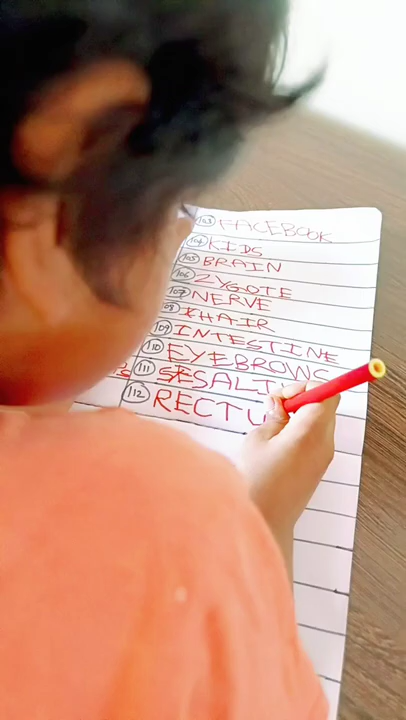 103 FACEBOOK
104 KIDS
105 BRAIN
106 ZYGOTE
107 NERVE
108 HAIR
109 INTESTINE
110 EYEBROWS
111 SALI
112 RECTU